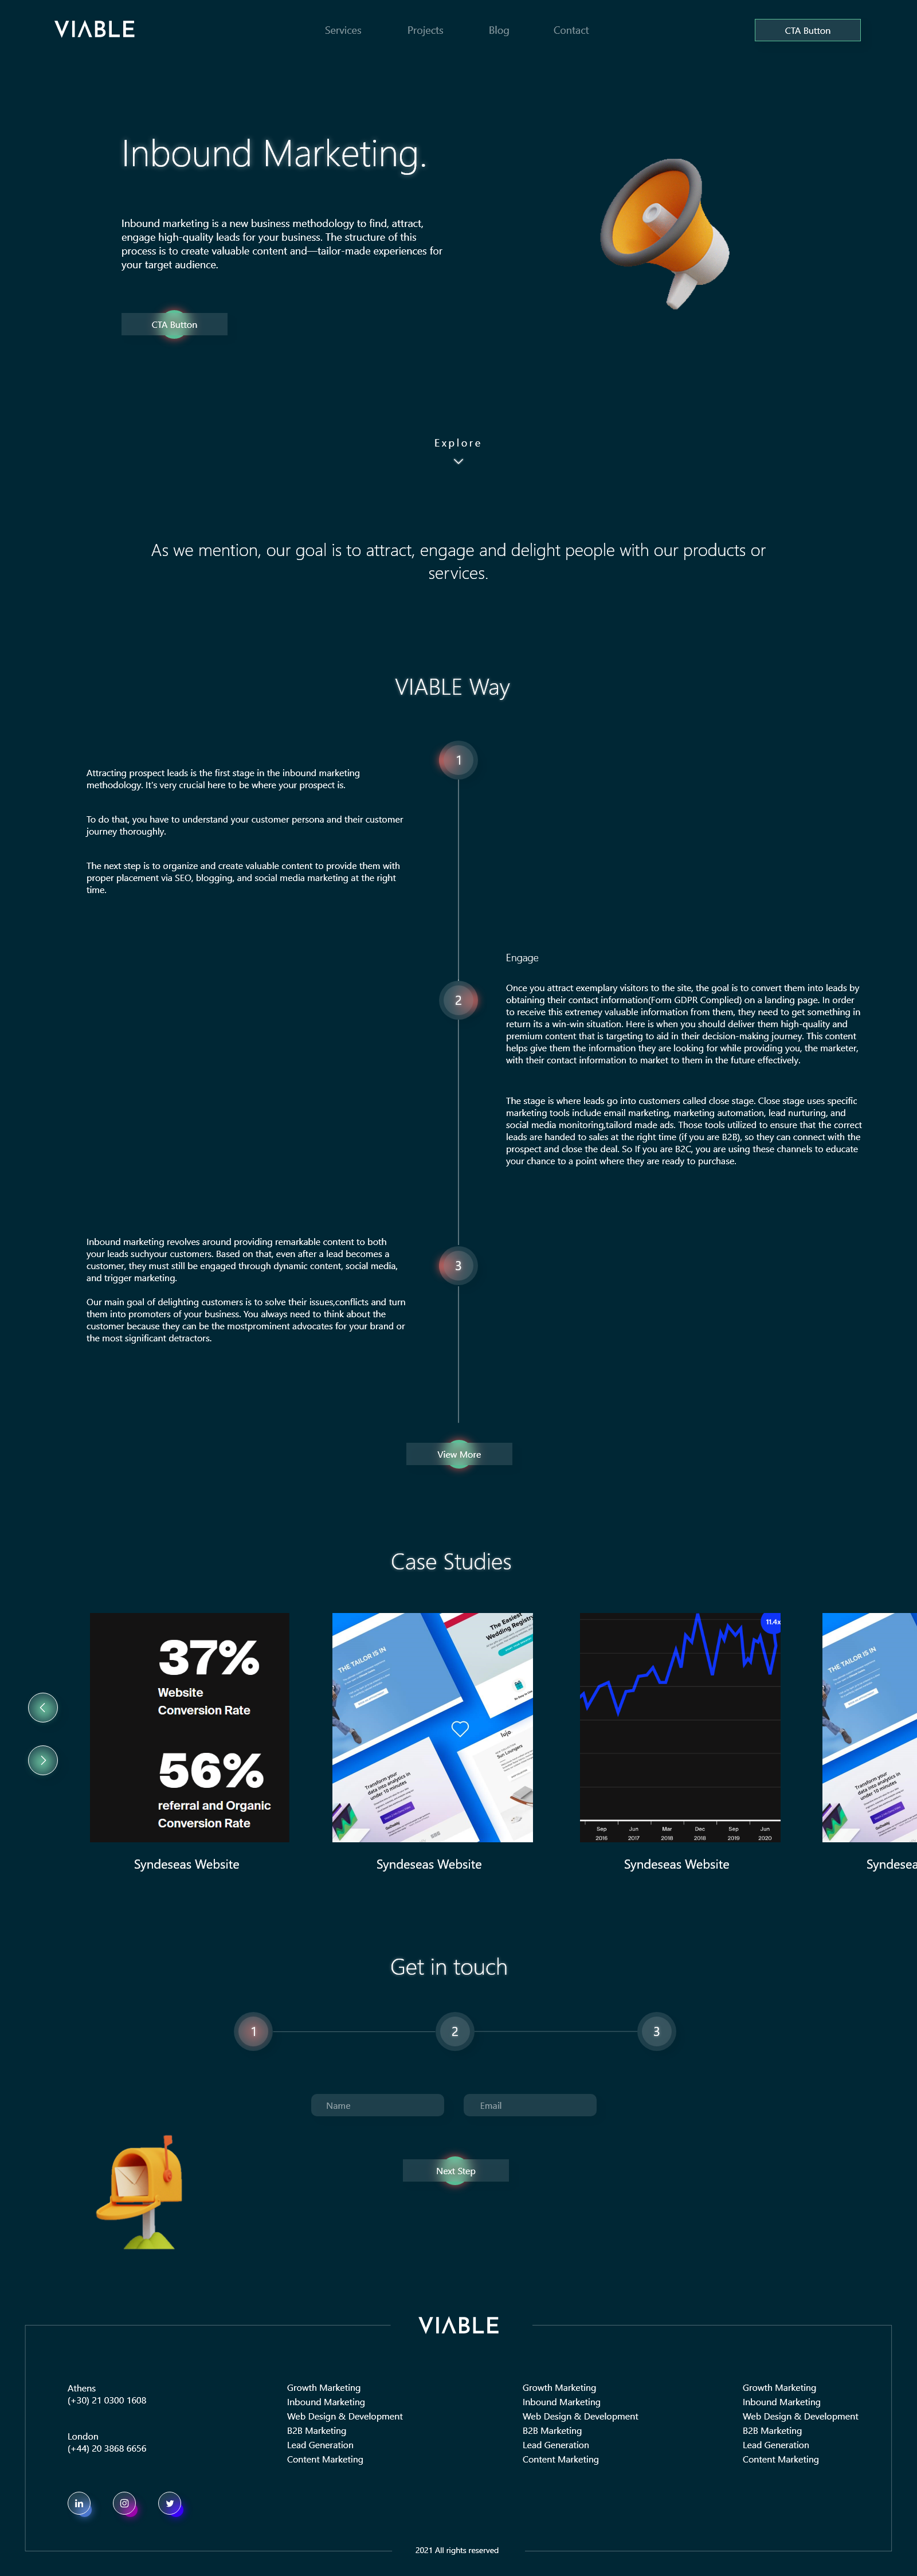 VIABLE
Services
Projects
Blog
Contact
CTA Button
Inbound Marketing.
Inbound marketing is a new business methodology to find, attract,
engage high-quality leads for your business. The structure of this
process is to create valuable content and—tailor-made experiences for
your target audience.
CTA Button
Explore
As we mention, our goal is to attract, engage and delight people with our products or
services.
VIABLE Way
1
Attracting prospect leads is the first stage in the inbound marketing
methodology. It's very crucial here to be where your prospect is.
To do that, you have to understand your customer persona and their customer
journey thoroughly.
The next step is to organize and create valuable content to provide them with
proper placement via SEO, blogging, and social media marketing at the right
time.
Engage
2
Once you attract exemplary visitors to the site, the goal is to convert them into leads by
obtaining their contact information(Form GDPR Complied) on a landing page. In order
to receive this extremey valuable information from them, they need to get something in
return its a win-win situation. Here is when you should deliver them high-quality and
premium content that is targeting to aid in their decision-making journey. This content
helps give them the information they are looking for while providing you, the marketer,
with their contact information to market to them in the future effectively.
The stage is where leads go into customers called close stage. Close stage uses specific
marketing tools include email marketing, marketing automation, lead nurturing, and
social media monitoring,tailord made ads. Those tools utilized to ensure that the correct
leads are handed to sales at the right time (if you are B2B), so they can connect with the
prospect and close the deal. So If you are B2C, you are using these channels to educate
your chance to a point where they are ready to purchase.
Inbound marketing revolves around providing remarkable content to both
your leads suchyour customers. Based on that, even after a lead becomes a
customer, they must still be engaged through dynamic content, social media,
and trigger marketing.
3
Our main goal of delighting customers is to solve their issues,conflicts and turn
them into promoters of your business. You always need to think about the
customer because they can be the mostprominent advocates for your brand or
the most significant detractors.
View More
Case Studies
37%
Website
Conversion Rate
56%
referral and Organic
Conversion Rate
THE TAILOR IS IN
The Easiest
Wedding Registry
Transform your
data into analytics in
under 10 minutes
lujo
Sun Loungers
11.4x
Sep 2016
Jun 2017
Mar 2018
Dec 2018
Sep 2019
Jun 2020
THE TAILOR IS IN
Transform your
data into analytics in
under 10 minutes
Syndeseas Website
Syndeseas Website
Syndeseas Website
Syndesea
Get in touch
1
2
3
Name
Email
Next Step
VIABLE
Athens
(+30) 21 0300 1608
London
(+44) 20 3868 6656
Growth Marketing
Inbound Marketing
Web Design & Development
B2B Marketing
Lead Generation
Content Marketing
Growth Marketing
Inbound Marketing
Web Design & Development
B2B Marketing
Lead Generation
Content Marketing
Growth Marketing
Inbound Marketing
Web Design & Development
B2B Marketing
Lead Generation
Content Marketing
in
2021 All rights reserved